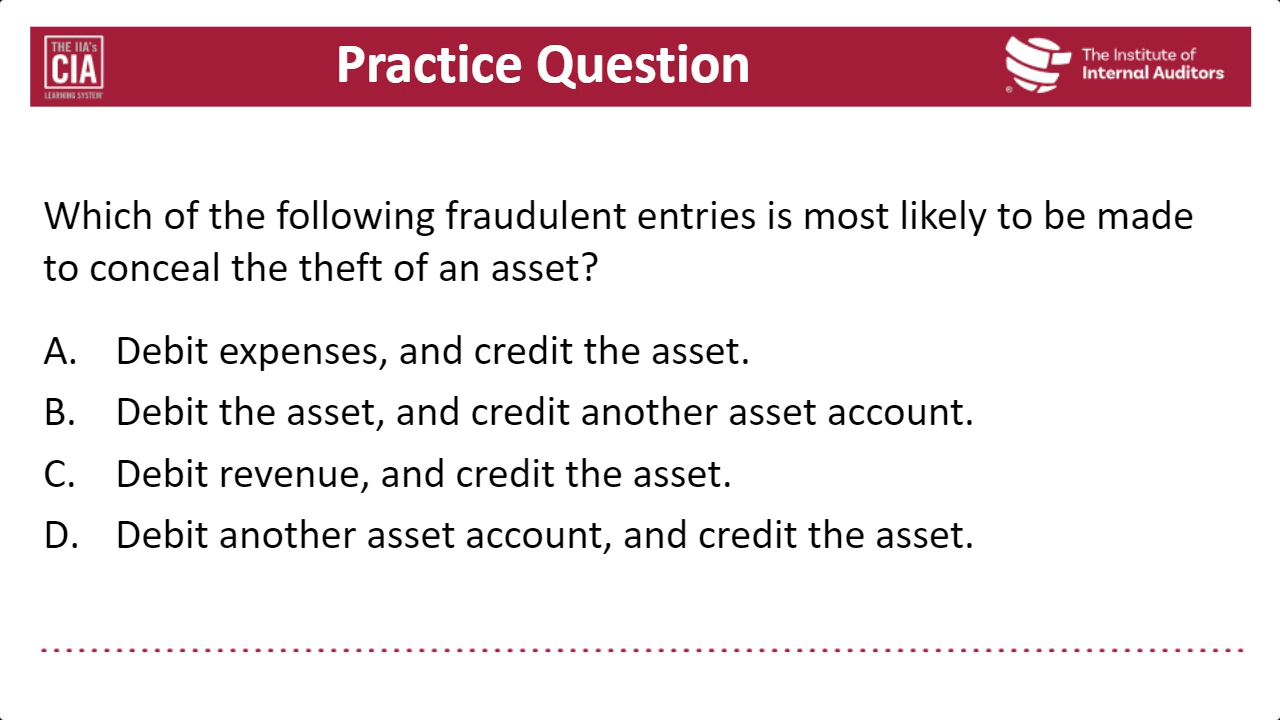 THE IIA's
CIA
LEARNING SYSTEM
Practice Question
The Institute of
Internal Auditors
®
Which of the following fraudulent entries is most likely to be made
to conceal the theft of an asset?
A. Debit expenses, and credit the asset.
B. Debit the asset, and credit another asset account.
C. Debit revenue, and credit the asset.
D. Debit another asset account, and credit the asset.